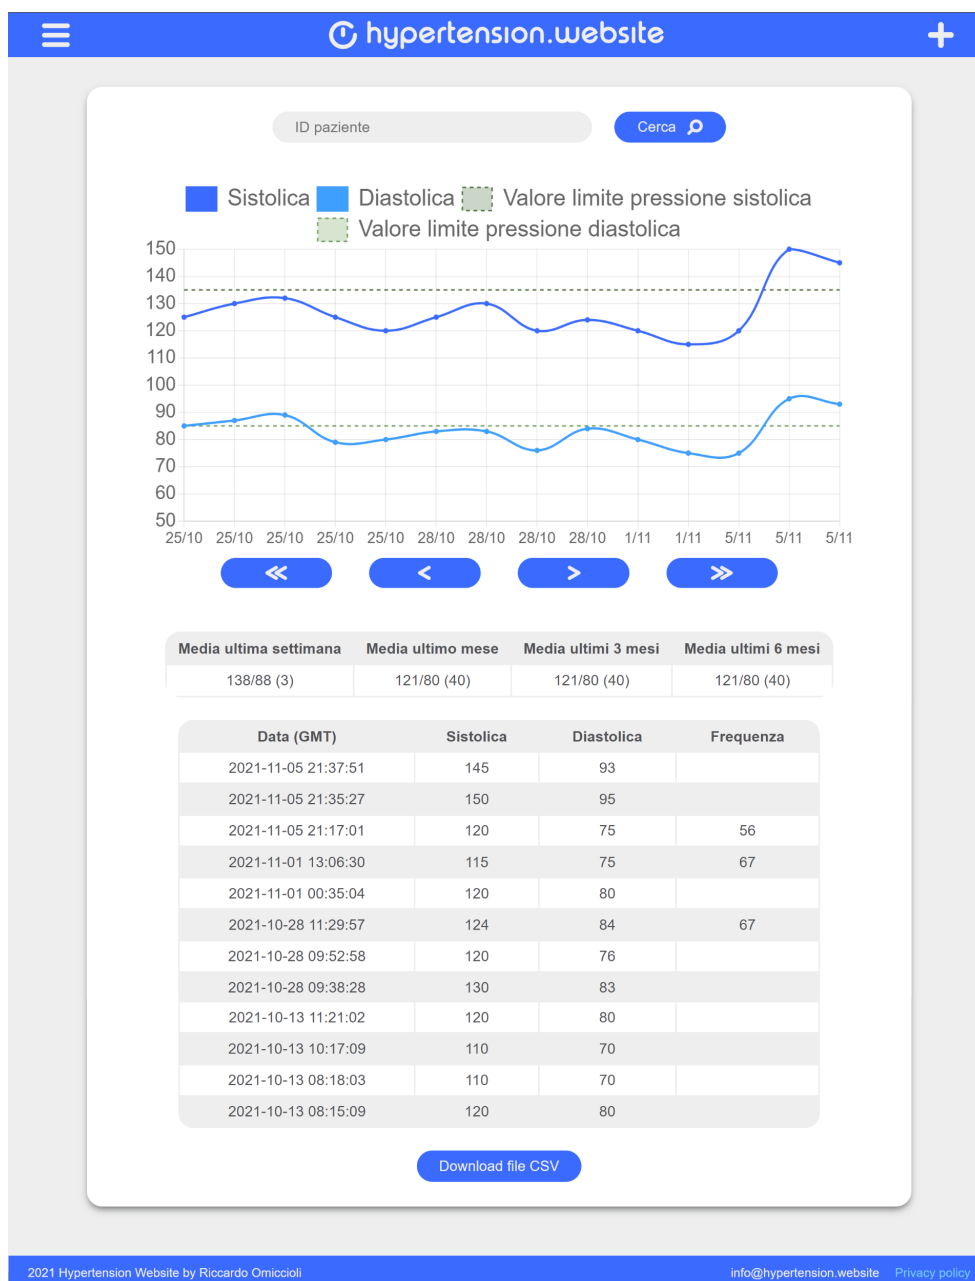 hypertension.website
ID paziente
Cerca
Sistolica Diastolica Valore limite pressione sistolica
Valore limite pressione diastolica
150
140
130
120
110
100
90
80
70
60
50
25/10 25/10 25/10 25/10 25/10 28/10 28/10 28/10 28/10 1/11 1/11 5/11 5/11 5/11
Media ultima settimana Media ultimo mese Media ultimi 3 mesi Media ultimi 6 mesi
138/88 (3) 121/80 (40) 121/80 (40) 121/80 (40)
Data (GMT) Sistolica Diastolica Frequenza
2021-11-05 21:37:51 145 93
2021-11-05 21:35:27 150 95
2021-11-05 21:17:01 120 75 56
2021-11-01 13:06:30 115 75 67
2021-11-01 00:35:04 120 80
2021-10-28 11:29:57 124 84 67
2021-10-28 09:52:58 120 76
2021-10-28 09:38:28 130 83
2021-10-13 11:21:02 120 80
2021-10-13 10:17:09 110 70
2021-10-13 08:18:03 110 70
2021-10-13 08:15:09 120 80
Download file CSV
2021 Hypertension Website by Riccardo Omiccioli info@hypertension.website Privacy policy